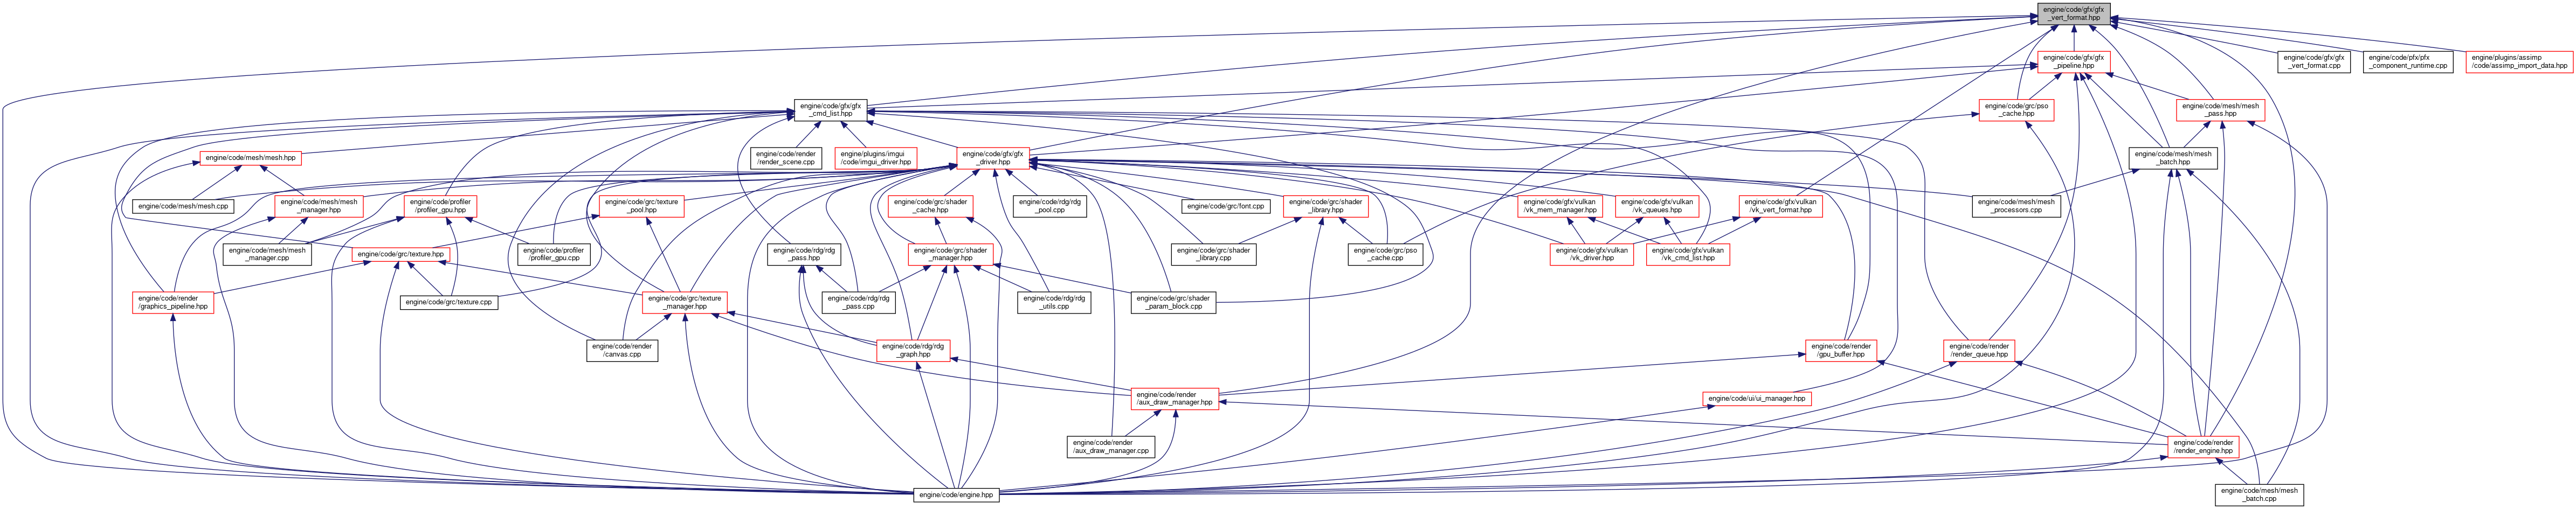 engine/code/gfx/gfx
_vert_format.hpp
engine/code/gfx/gfx
_pipeline.hpp
engine/code/gfx/gfx
_vert_format.cpp
engine/code/pfx/pfx
_component_runtime.cpp
engine/plugins/assimp
/code/assimp_import_data.hpp
engine/code/gfx/gfx
_cmd_list.hpp
engine/code/grc/pso
_cache.hpp
engine/code/mesh/mesh
_pass.hpp
engine/code/mesh/mesh.hpp
engine/code/render
/render_scene.cpp
engine/plugins/imgui
/code/imgui_driver.hpp
engine/code/gfx/gfx
_driver.hpp
engine/code/mesh/mesh
_batch.hpp
engine/code/mesh/mesh.cpp
engine/code/mesh/mesh
_manager.hpp
engine/code/profiler
/profiler_gpu.hpp
engine/code/grc/texture
_pool.hpp
engine/code/grc/shader
_cache.hpp
engine/code/rdg/rdg
_pool.cpp
engine/code/grc/font.cpp
engine/code/grc/shader
_library.hpp
engine/code/gfx/vulkan
/vk_mem_manager.hpp
engine/code/gfx/vulkan
/vk_queues.hpp
engine/code/gfx/vulkan
/vk_vert_format.hpp
engine/code/mesh/mesh
_processors.cpp
engine/code/mesh/mesh
_manager.cpp
engine/code/grc/texture.hpp
engine/code/profiler
/profiler_gpu.cpp
engine/code/rdg/rdg
_pass.hpp
engine/code/grc/shader
_manager.hpp
engine/code/grc/shader
_library.cpp
engine/code/grc/pso
_cache.cpp
engine/code/gfx/vulkan
/vk_driver.hpp
engine/code/gfx/vulkan
/vk_cmd_list.hpp
engine/code/render
/graphics_pipeline.hpp
engine/code/grc/texture.cpp
engine/code/grc/texture
_manager.hpp
engine/code/rdg/rdg
_pass.cpp
engine/code/rdg/rdg
_utils.cpp
engine/code/grc/shader
_param_block.cpp
engine/code/render
/canvas.cpp
engine/code/rdg/rdg
_graph.hpp
engine/code/render
/gpu_buffer.hpp
engine/code/render
/render_queue.hpp
engine/code/render
/aux_draw_manager.hpp
engine/code/ui/ui_manager.hpp
engine/code/render
/aux_draw_manager.cpp
engine/code/render
/render_engine.hpp
engine/code/engine.hpp
engine/code/mesh/mesh
_batch.cpp